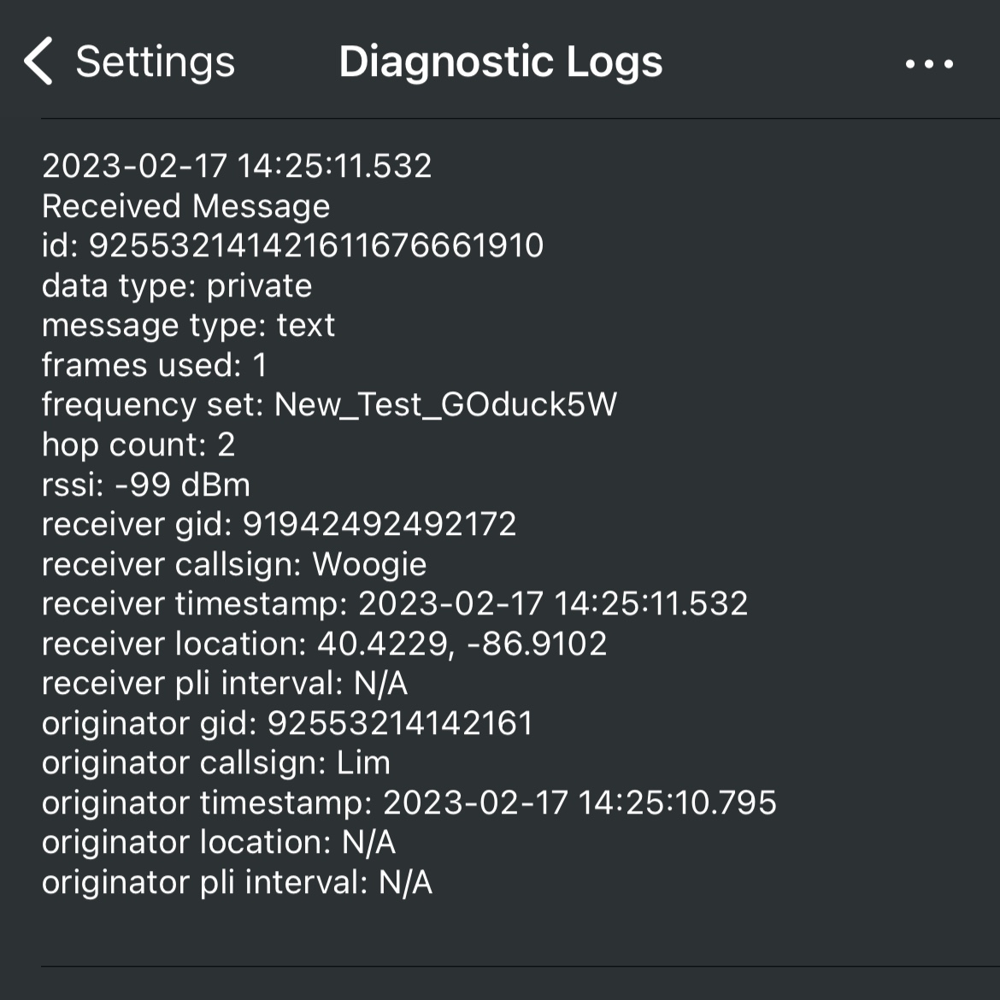 Settings
Diagnostic Logs
2023-02-17 14:25:11.532
Received Message
id: 925532141421611676661910
data type: private
message type: text
frames used: 1
frequency set: New_Test_GOduck5W
hop count: 2
rssi: -99 dBm
receiver gid: 91942492492172
receiver callsign: Woogie
receiver timestamp: 2023-02-17 14:25:11.532
receiver location: 40.4229, -86.9102
receiver pli interval: N/A
originator gid: 92553214142161
originator callsign: Lim
originator timestamp: 2023-02-17 14:25:10.795
originator location: N/A
originator pli interval: N/A